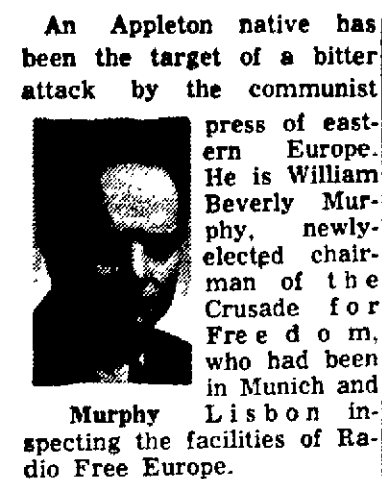 An Appleton native has
been the target of a bitter
attack by the communist
press of east-
ern Europe.
He is William
Beverly Mur-
phy, newly-
elected chair-
man of the
Crusade for
Freedom,
who had been
in Munich and
Murphy
Lisbon in-
specting the facilities of Ra-
dio Free Europe.